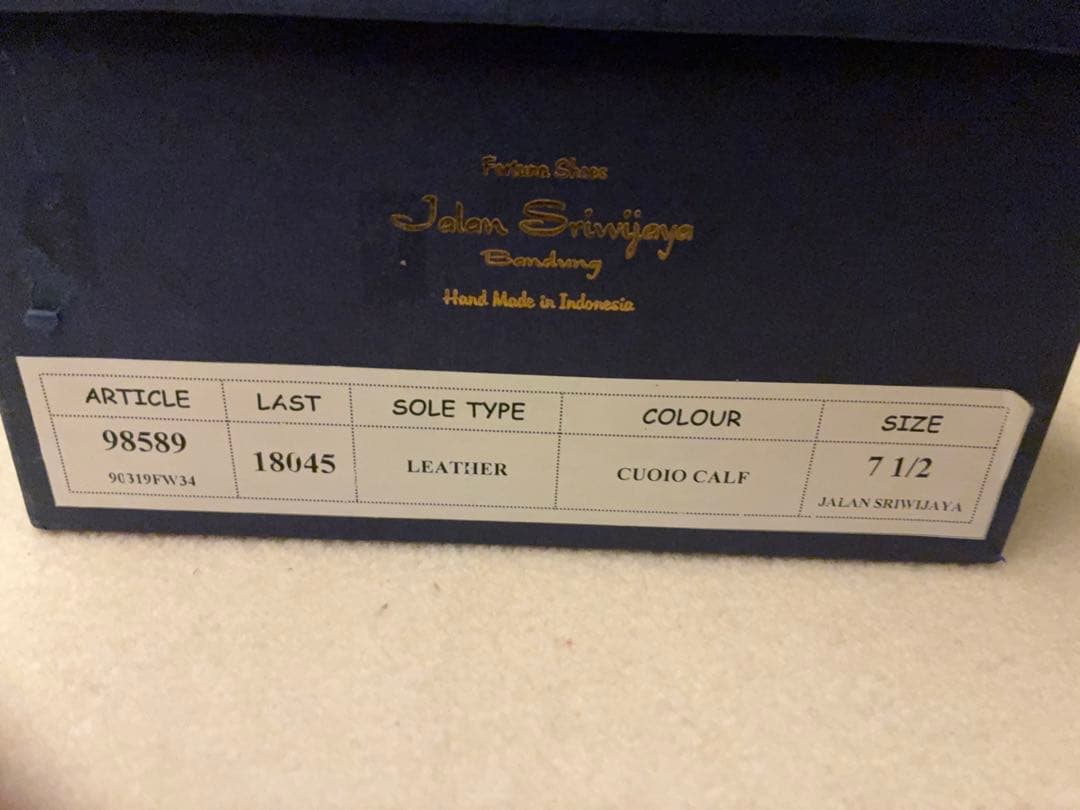 Fortuna Shoes
Jalan Sriwijaya
Bandung
Hand Made in Indonesia
ARTICLE LAST SOLE TYPE COLOUR SIZE
98589 18045 LEATHER CUOIO CALF 7 1/2
90319FW34 JALAN SRIWIJAYA